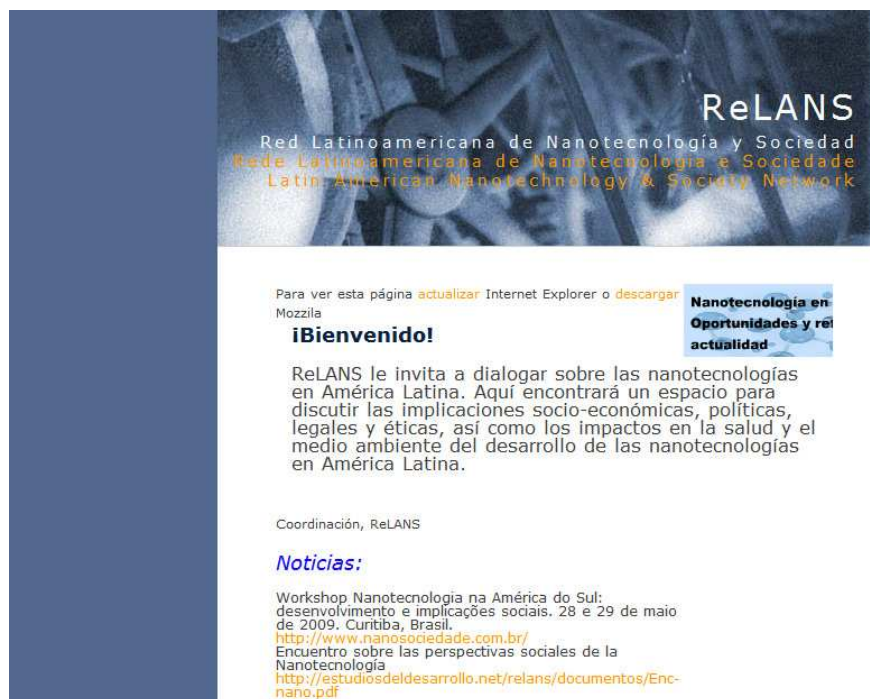 ReLANS
Red Latinoamericana de Nanotecnología y Sociedad
Rede Latinoamericana de Nanotecnologia e Sociedade
Latin American Nanotechnology & Society Network
Para ver esta página actualizar Internet Explorer o descargar
Mozzila
Nanotecnología en
Oportunidades y ret
actualidad
¡Bienvenido!
ReLANS le invita a dialogar sobre las nanotecnologías
en América Latina. Aquí encontrará un espacio para
discutir las implicaciones socio-económicas, políticas,
legales y éticas, así como los impactos en la salud y el
medio ambiente del desarrollo de las nanotecnologías
en América Latina.
Coordinación, ReLANS
Noticias:
Workshop Nanotecnologia na América do Sul:
desenvolvimento e implicações sociais. 28 e 29 de maio
de 2009. Curitiba, Brasil.
http://www.nanosociedade.com.br/
Encuentro sobre las perspectivas sociales de la
Nanotecnología
http://estudiosdeldesarrollo.net/relans/documentos/Enc-
nano.pdf